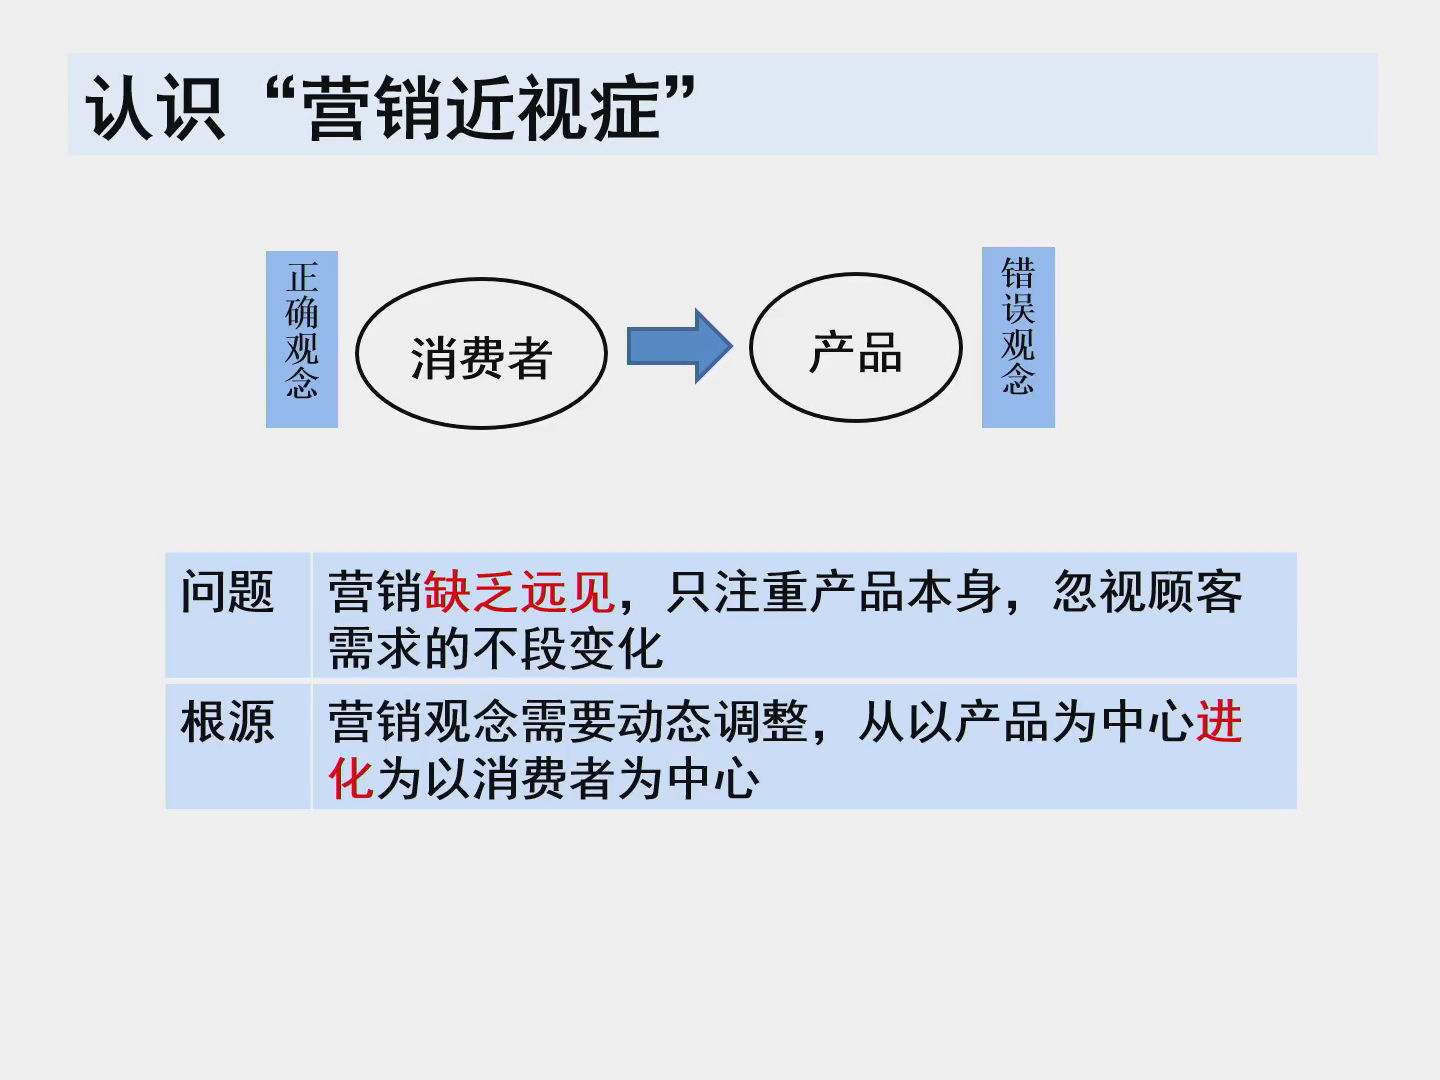 认识“营销近视症”
正确观念
消费者
产品
错误观念
问题
营销缺乏远见，只注重产品本身，忽视顾客
需求的不段变化
根源
营销观念需要动态调整，从以产品为中心进
化为以消费者为中心